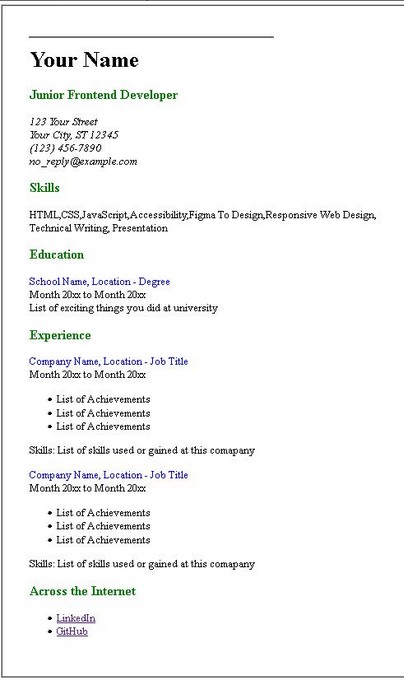 Your Name
Junior Frontend Developer
123 Your Street
Your City, ST 12345
(123) 456-7890
no_reply@example.com
Skills
HTML,CSS,JavaScript,Accessibility,Figma To Design,Responsive Web Design,
Technical Writing, Presentation
Education
School Name, Location - Degree
Month 20xx to Month 20xx
List of exciting things you did at university
Experience
Company Name, Location - Job Title
Month 20xx to Month 20xx
• List of Achievements
• List of Achievements
• List of Achievements
Skills: List of skills used or gained at this comapany
Company Name, Location - Job Title
Month 20xx to Month 20xx
• List of Achievements
• List of Achievements
• List of Achievements
Skills: List of skills used or gained at this comapany
Across the Internet
• LinkedIn
• GitHub